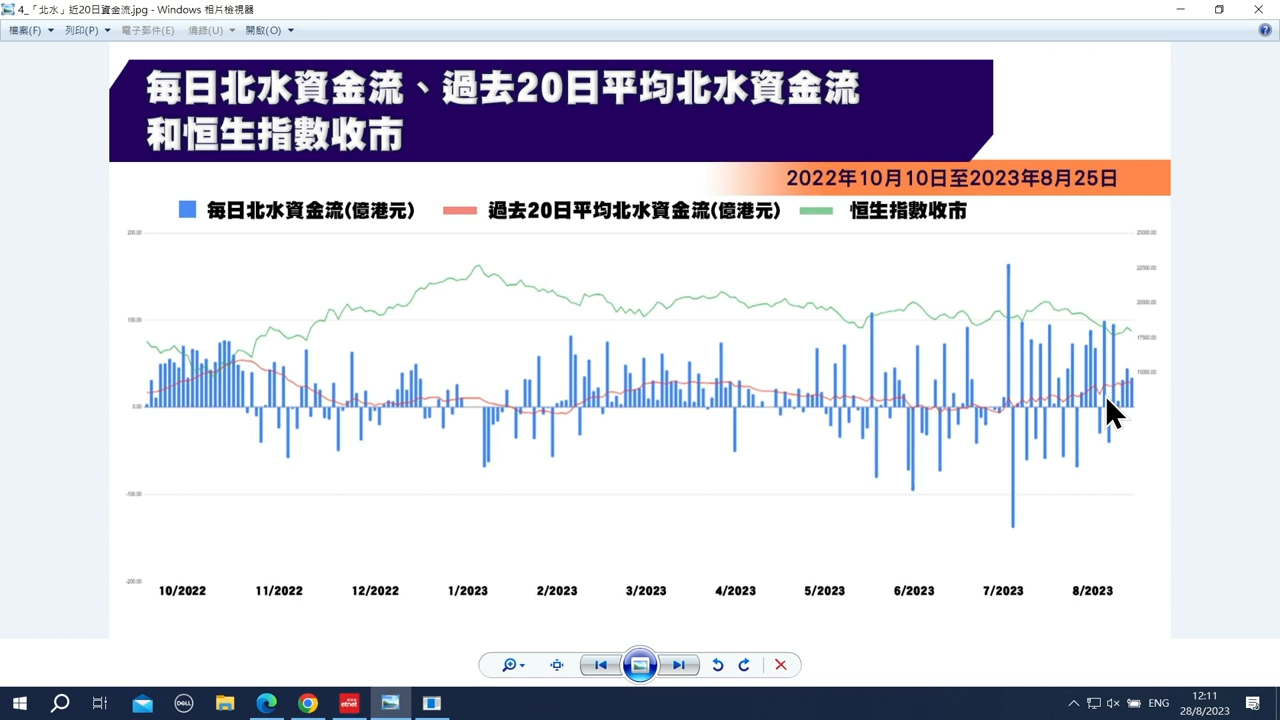 4_「北水」近20日資金流.jpg - Windows 相片檢視器
檔案(F) 列印(P) 電子郵件(E) 燒錄(U) 開啟(O)
每日北水資金流、過去20日平均北水資金流
和恒生指數收市
2022年10月10日至2023年8月25日
每日北水資金流(億港元) 過去20日平均北水資金流(億港元) 恒生指數收市
200.00 25000.00
22500.00
20000.00
100.00
17500.00
15000.00
0.00
-100.00
-200.00
10/2022 11/2022 12/2022 1/2023 2/2023 3/2023 4/2023 5/2023 6/2023 7/2023 8/2023
DELL etnet ENG 12:11
28/8/2023